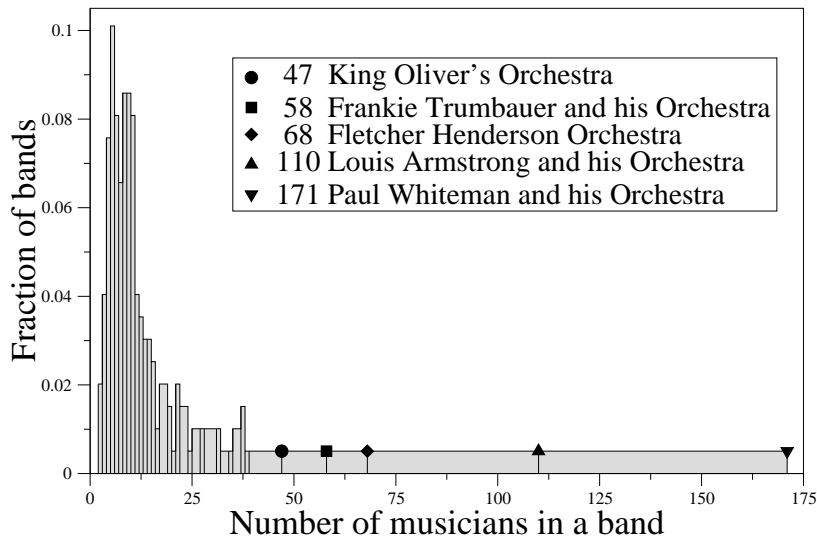 0.1
0.08
0.06
0.04
0.02
0
Fraction of bands
47 King Oliver's Orchestra
58 Frankie Trumbauer and his Orchestra
68 Fletcher Henderson Orchestra
110 Louis Armstrong and his Orchestra
171 Paul Whiteman and his Orchestra
0 25 50 75 100 125 150 175
Number of musicians in a band